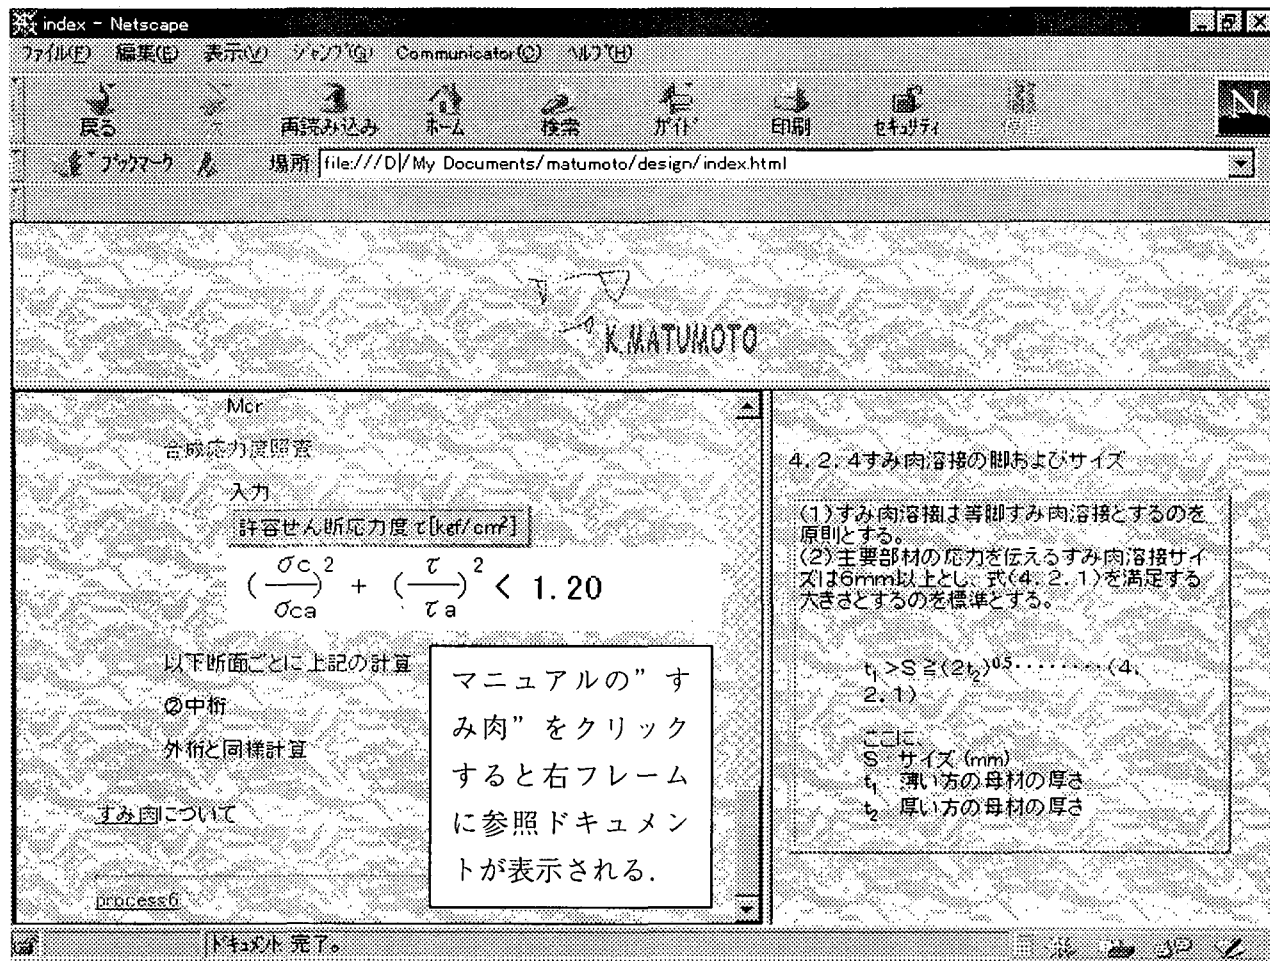 index - Netscape
ファイル(F) 編集(E) 表示(V) ジャンプ(G) Communicator(C) ヘルプ(H)
戻る 再読み込み ホーム 検索 ガイド 印刷 セキュリティ
ブックマーク 場所 file:///D|/My Documents/matumoto/design/index.html
K.MATUMOTO
Mcr
合成応力度照査
入力
許容せん断応力度τ[kgf/cm²]
(σc/σca)² + (τ/τa)² < 1.20
以下断面ごとに上記の計算
②中桁
外桁と同様計算
すみ肉について
process6
マニュアルの”す
み肉”をクリック
すると右フレーム
に参照ドキュメン
トが表示される.
4.2.4すみ肉溶接の脚およびサイズ
(1)すみ肉溶接は等脚すみ肉溶接とするのを
原則とする。
(2)主要部材の応力を伝えるすみ肉溶接サイ
ズは6mm以上とし、式(4.2.1)を満足する
大きさとするのを標準とする。
t₁>S≧(2t₂)⁰·⁵········(4.
2.1)
ここに、
S:サイズ(mm)
t₁:薄い方の母材の厚さ
t₂:厚い方の母材の厚さ
ドキュメント:完了。